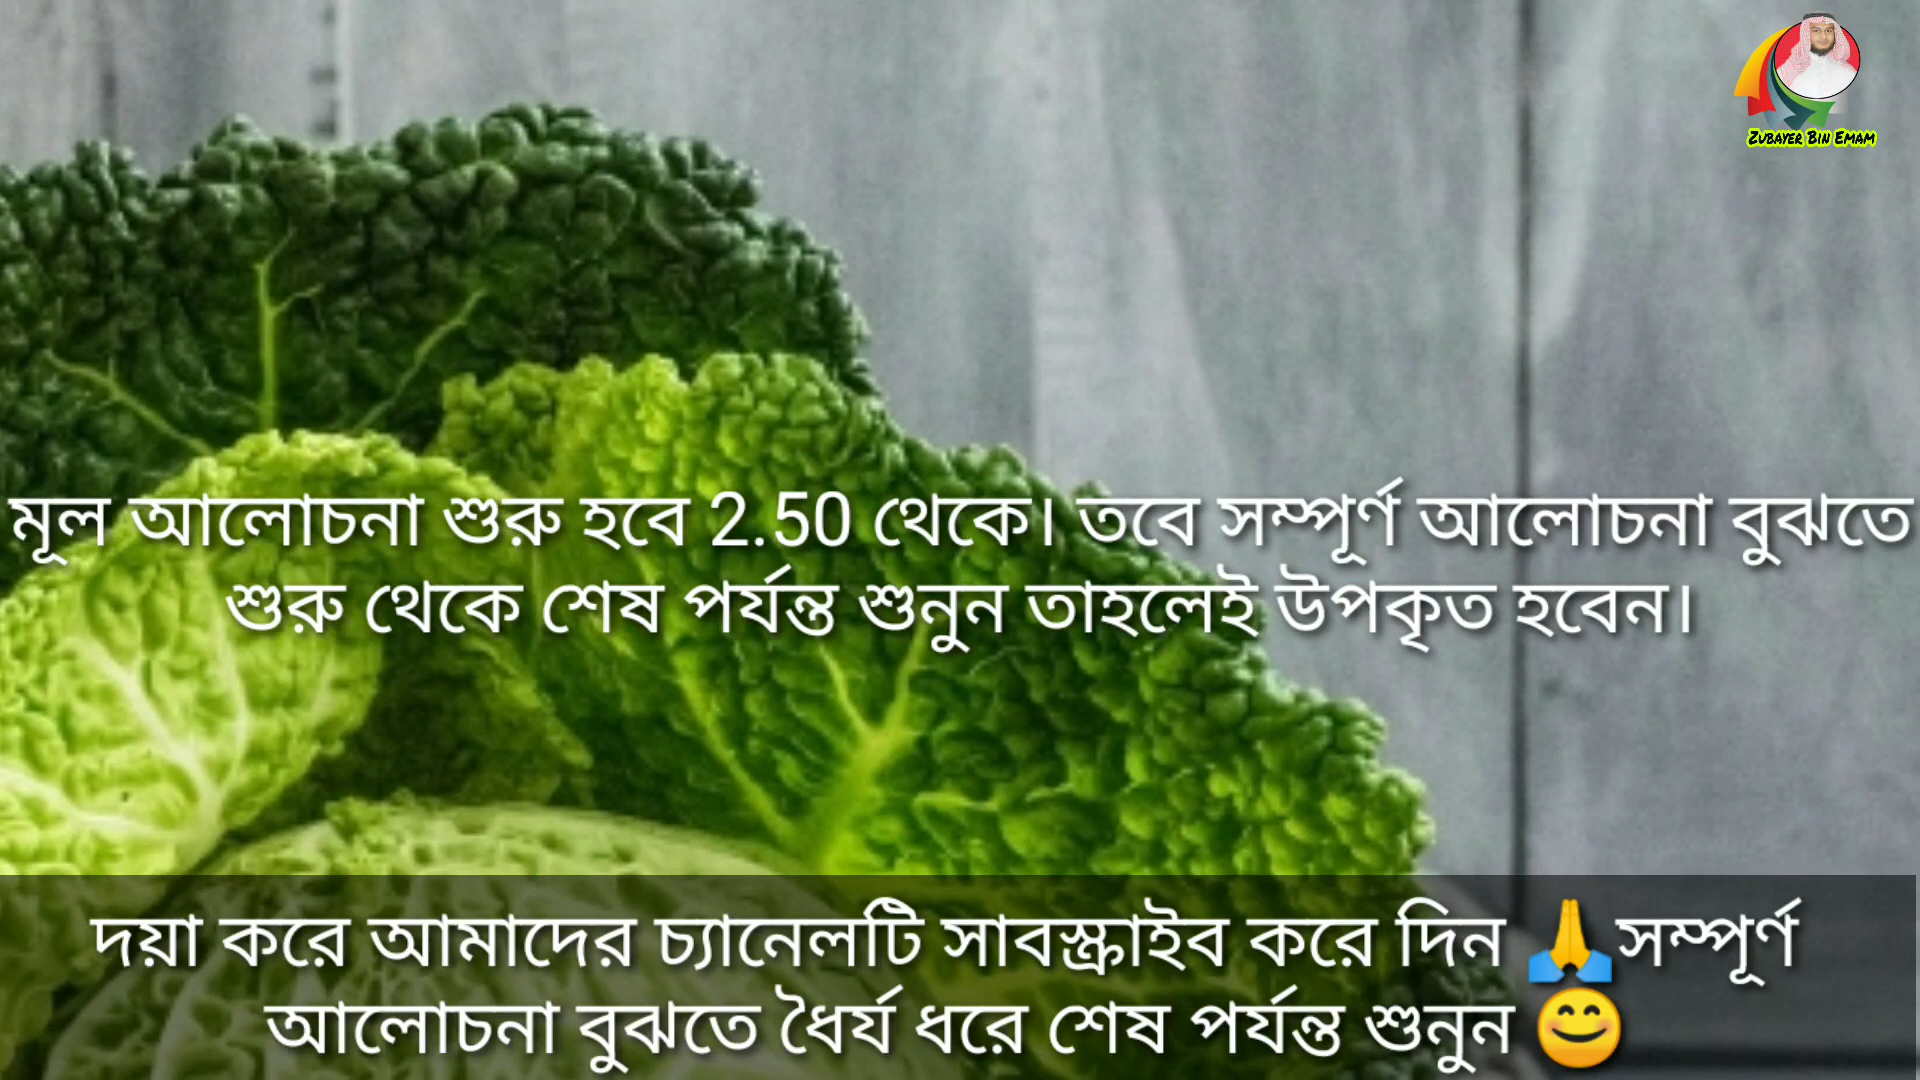 Zubayer Bin Emam
মূল আলোচনা শুরু হবে 2.50 থেকে। তবে সম্পূর্ণ আলোচনা বুঝতে
শুরু থেকে শেষ পর্যন্ত শুনুন তাহলেই উপকৃত হবেন।
দয়া করে আমাদের চ্যানেলটি সাবস্ক্রাইব করে দিন 🙏সম্পূর্ণ
আলোচনা বুঝতে ধৈর্য ধরে শেষ পর্যন্ত শুনুন 😊